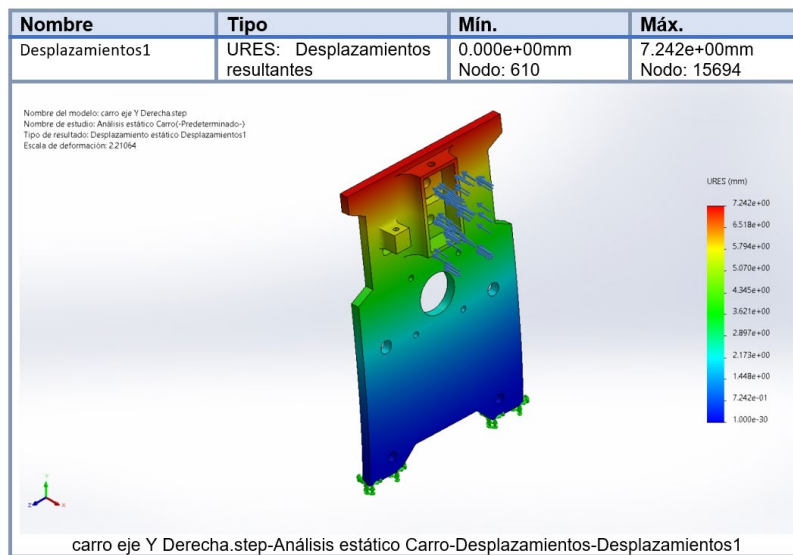 Nombre Tipo Mín. Máx.
Desplazamientos1 URES: Desplazamientos resultantes 0.000e+00mm Nodo: 610 7.242e+00mm Nodo: 15694
Nombre del modelo: carro eje Y Derecha.step
Nombre de estudio: Análisis estático Carro(-Predeterminado-)
Tipo de resultado: Desplazamiento estático Desplazamientos1
Escala de deformación: 2.21064
URES (mm)
7.242e+00
6.518e+00
5.794e+00
5.070e+00
4.345e+00
3.621e+00
2.897e+00
2.173e+00
1.448e+00
7.242e-01
1.000e-30
Y
Z
X
carro eje Y Derecha.step-Análisis estático Carro-Desplazamientos-Desplazamientos1